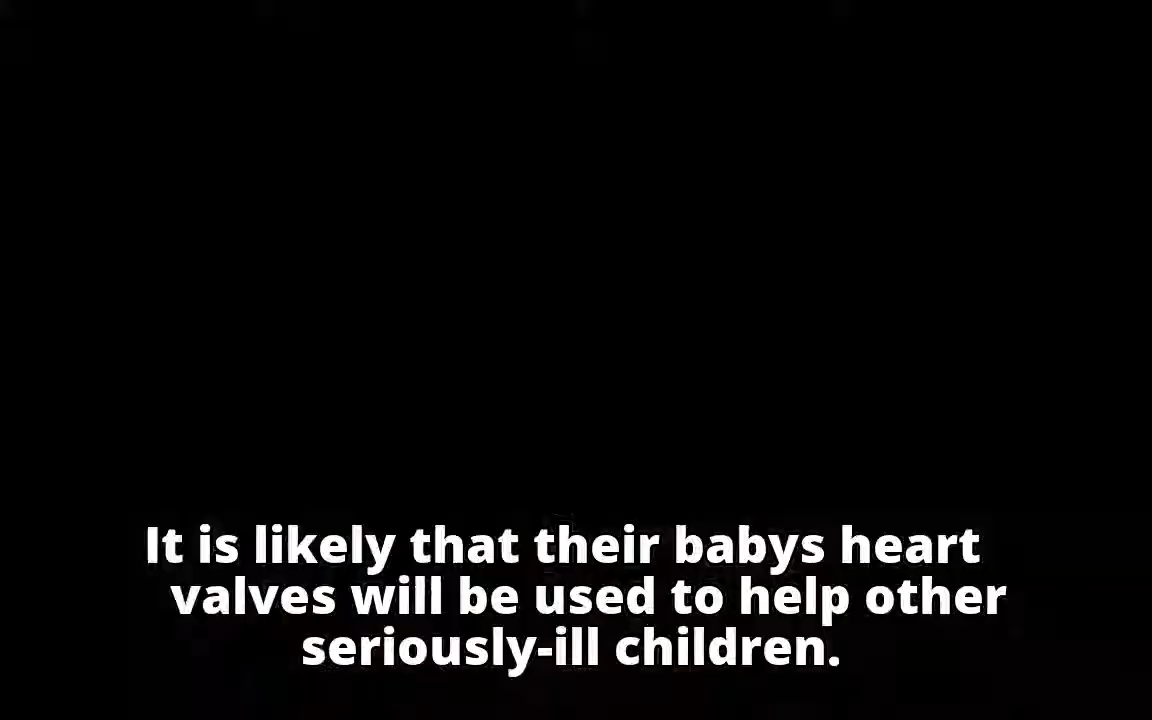 It is likely that their babys heart
valves will be used to help other
seriously-ill children.